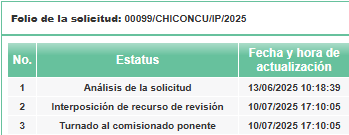 Folio de la solicitud: 00099/CHICONCU/IP/2025
No. Estatus Fecha y hora de actualización
1 Análisis de la solicitud 13/06/2025 10:18:39
2 Interposición de recurso de revisión 10/07/2025 17:10:05
3 Turnado al comisionado ponente 10/07/2025 17:10:05